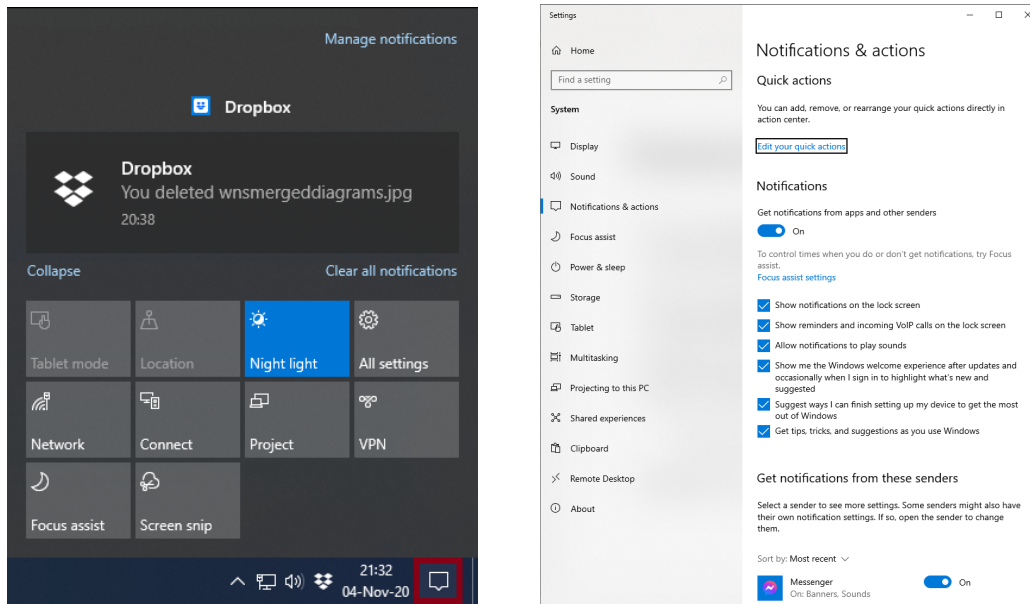 Manage notifications
Dropbox
Dropbox
You deleted wnsmergeddiagrams.jpg
20:38
Collapse
Clear all notifications
Tablet mode
Location
Night light
All settings
Network
Connect
Project
VPN
Focus assist
Screen snip
21:32
04-Nov-20
Settings
Home
Find a setting
System
Display
Sound
Notifications & actions
Focus assist
Power & sleep
Storage
Tablet
Multitasking
Projecting to this PC
Shared experiences
Clipboard
Remote Desktop
About
Notifications & actions
Quick actions
You can add, remove, or rearrange your quick actions directly in
action center.
Edit your quick actions
Notifications
Get notifications from apps and other senders
On
To control times when you do or don't get notifications, try Focus
assist.
Focus assist settings
Show notifications on the lock screen
Show reminders and incoming VoIP calls on the lock screen
Allow notifications to play sounds
Show me the Windows welcome experience after updates and
occasionally when I sign in to highlight what's new and
suggested
Suggest ways I can finish setting up my device to get the most
out of Windows
Get tips, tricks, and suggestions as you use Windows
Get notifications from these senders
Select a sender to see more settings. Some senders might also have
their own notification settings. If so, open the sender to change
them.
Sort by: Most recent
Messenger
On
On: Banners, Sounds